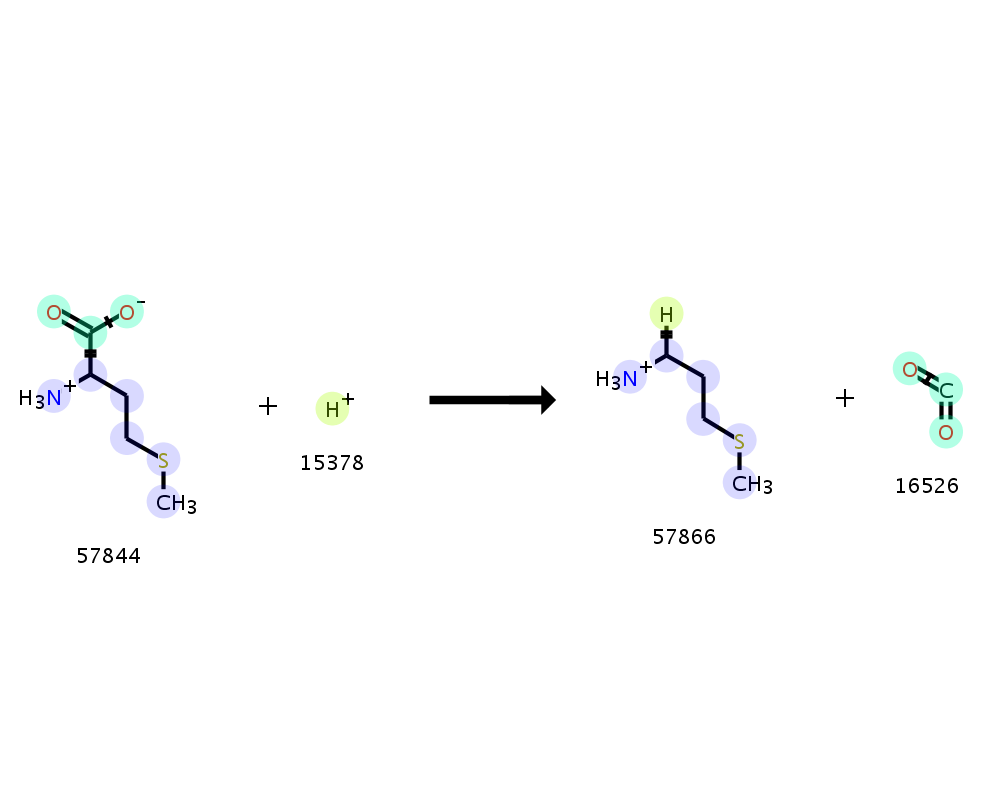 O O⁻
H₃N⁺
S
CH₃
57844
+
H⁺
15378
H
H₃N⁺
S
CH₃
57866
+
O
C
O
16526